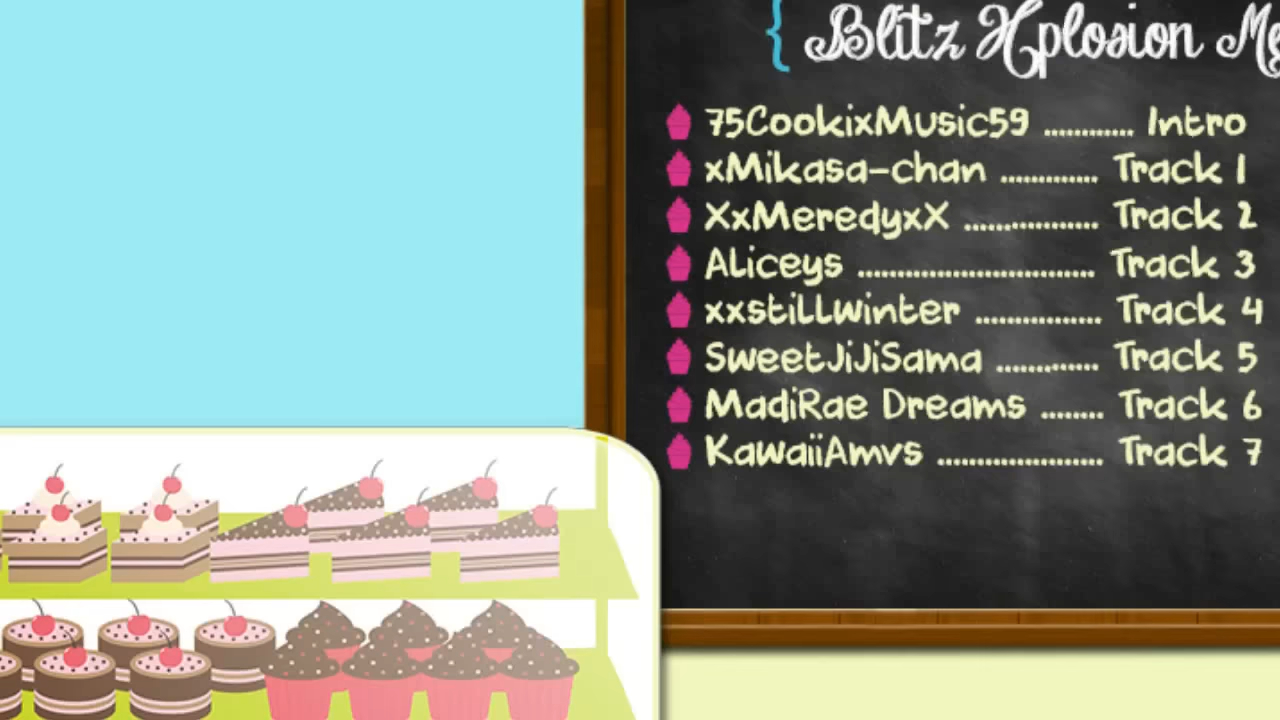 { Blitz Xplosion Me
75CookixMusic59 ............ Intro
xMikasa-chan ............. Track 1
XxMeredyxX .................. Track 2
Aliceys ................................ Track 3
xxstillwinter ................. Track 4
SweetJiJiSama ............. Track 5
MadiRae Dreams ........ Track 6
KawaiiAmvs ...................... Track 7